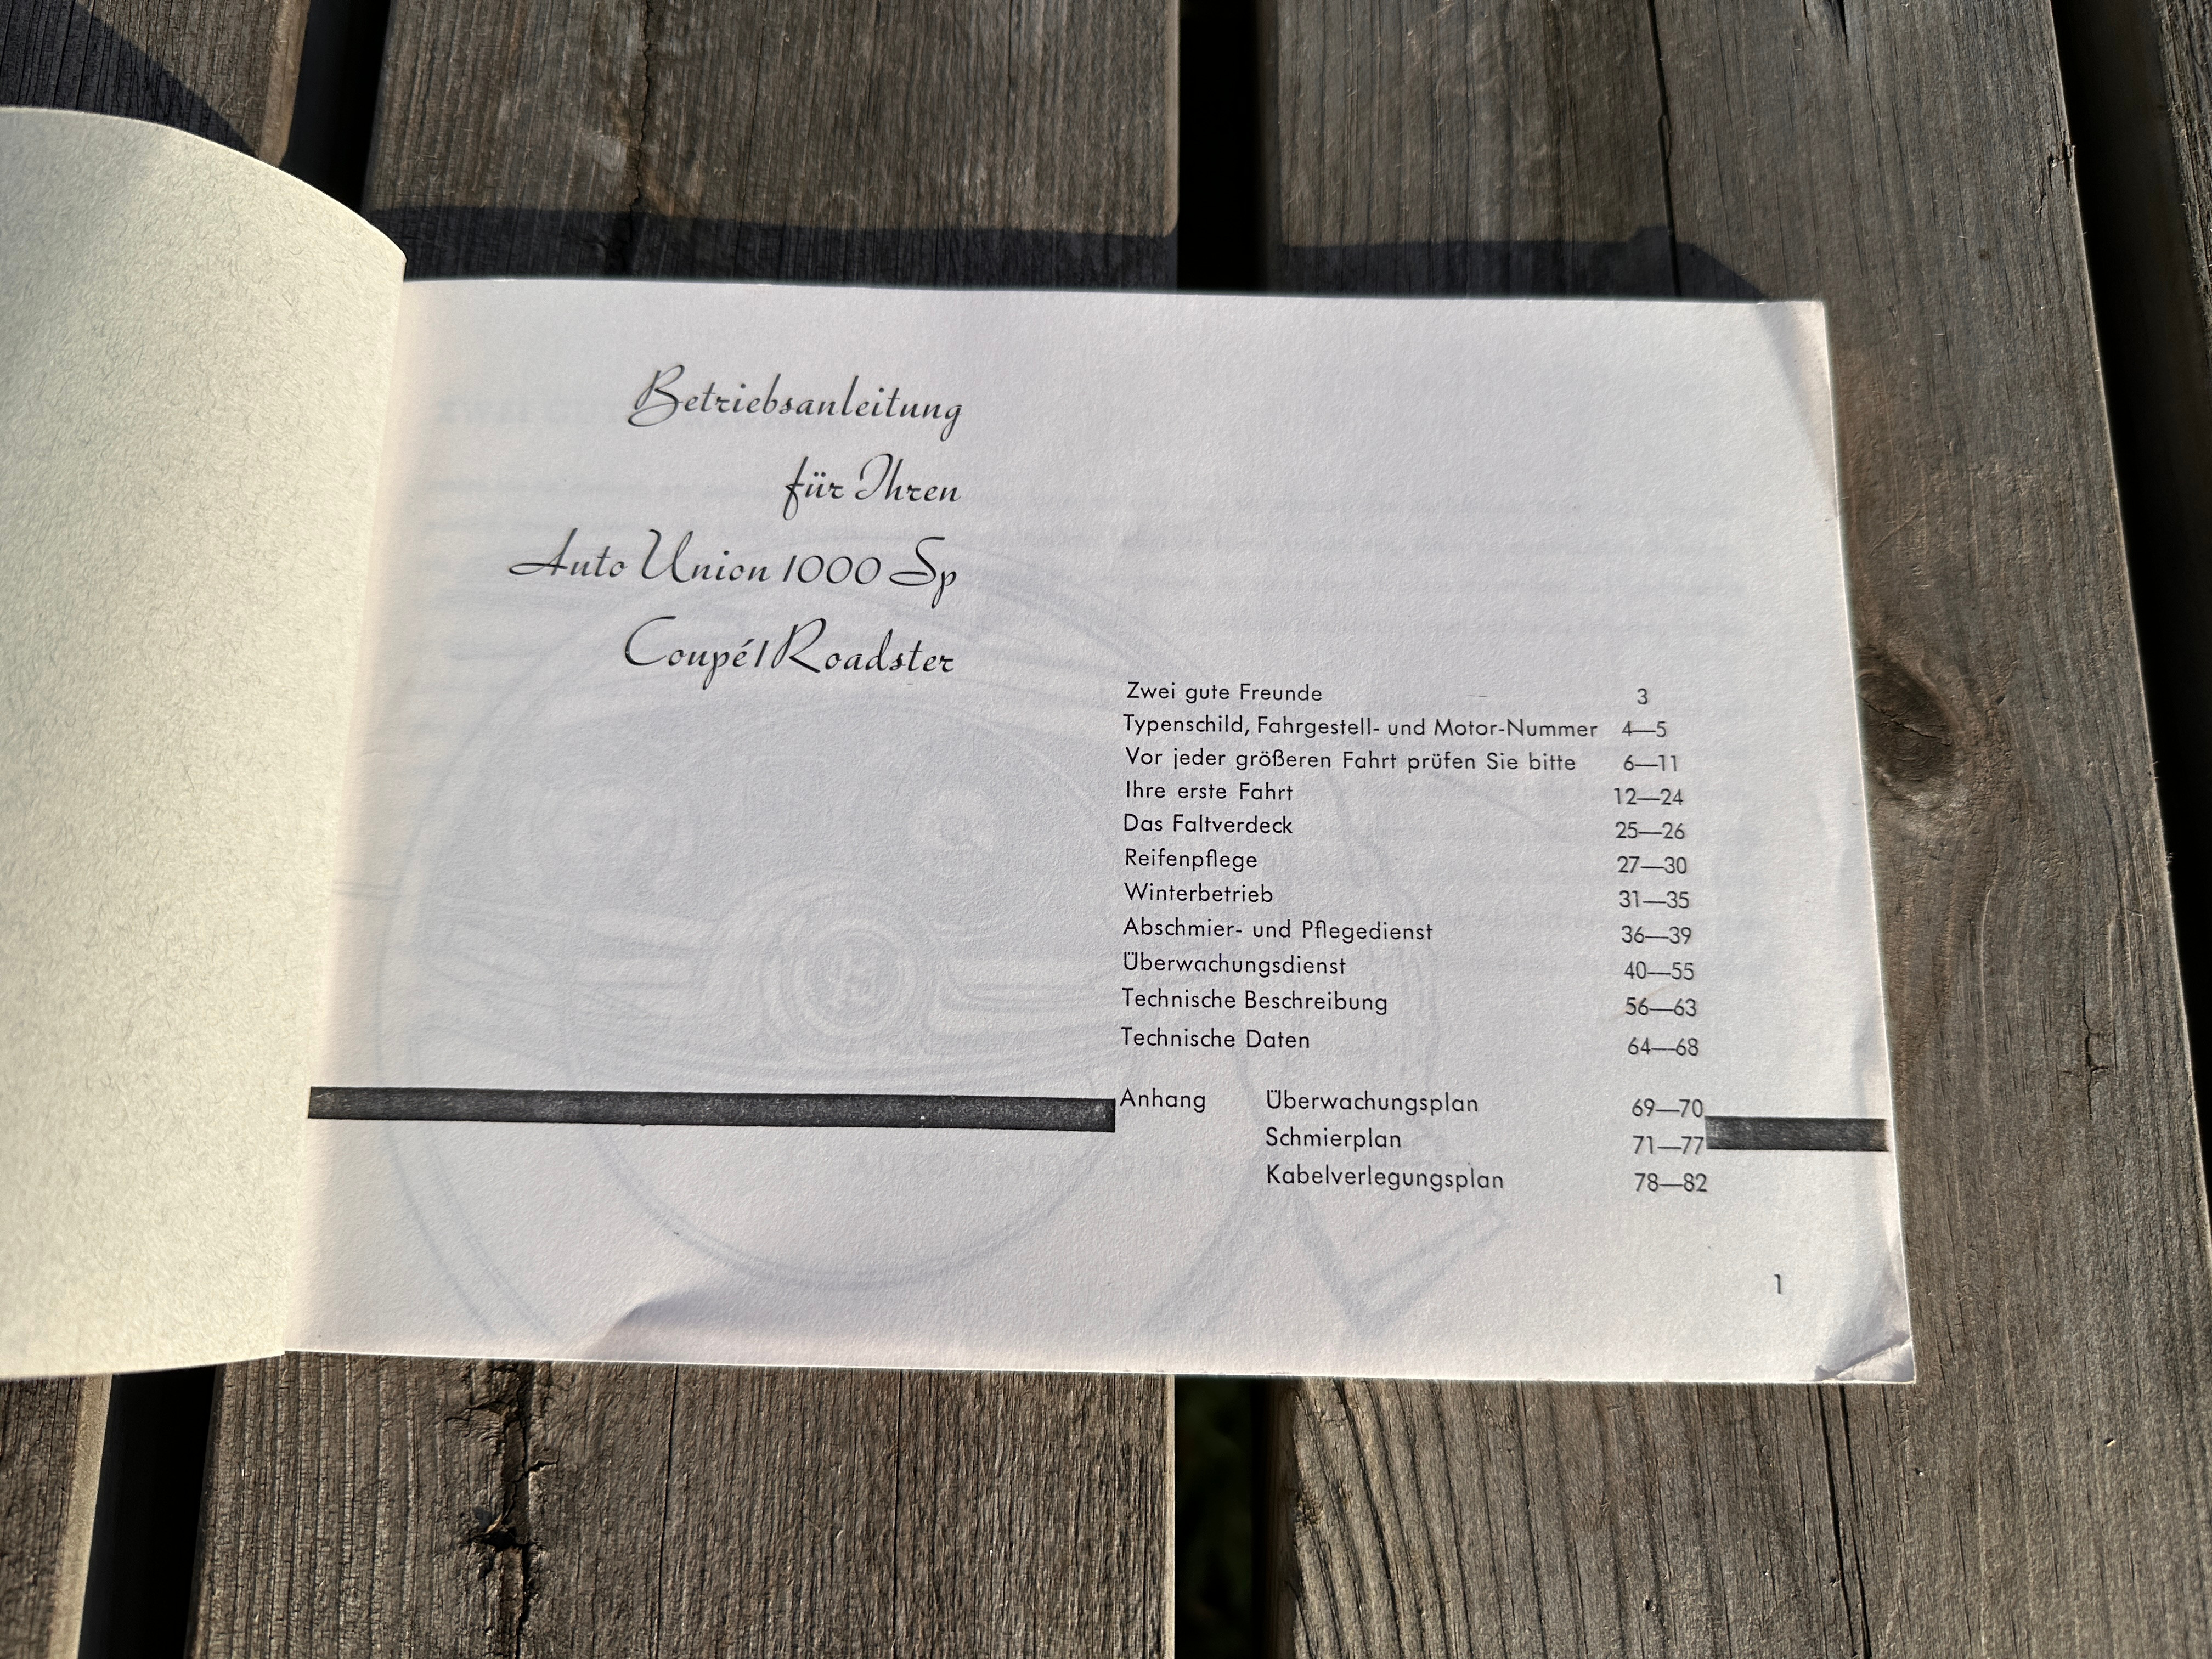 Betriebsanleitung
für Ihren
Auto Union 1000 Sp
Coupé/Roadster
Zwei gute Freunde 3
Typenschild, Fahrgestell- und Motor-Nummer 4—5
Vor jeder größeren Fahrt prüfen Sie bitte 6—11
Ihre erste Fahrt 12—24
Das Faltverdeck 25—26
Reifenpflege 27—30
Winterbetrieb 31—35
Abschmier- und Pflegedienst 36—39
Überwachungsdienst 40—55
Technische Beschreibung 56—63
Technische Daten 64—68
Anhang Überwachungsplan 69—70
Schmierplan 71—77
Kabelverlegungsplan 78—82
1